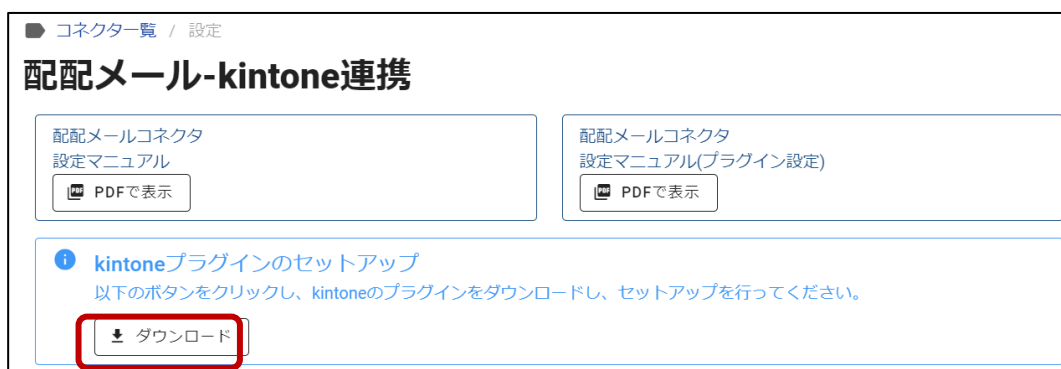 コネクター覧 / 設定
配配メール-kintone連携
配配メールコネクタ
設定マニュアル
PDFで表示
配配メールコネクタ
設定マニュアル(プラグイン設定)
PDFで表示
kintoneプラグインのセットアップ
以下のボタンをクリックし、kintoneのプラグインをダウンロードし、セットアップを行ってください。
ダウンロード